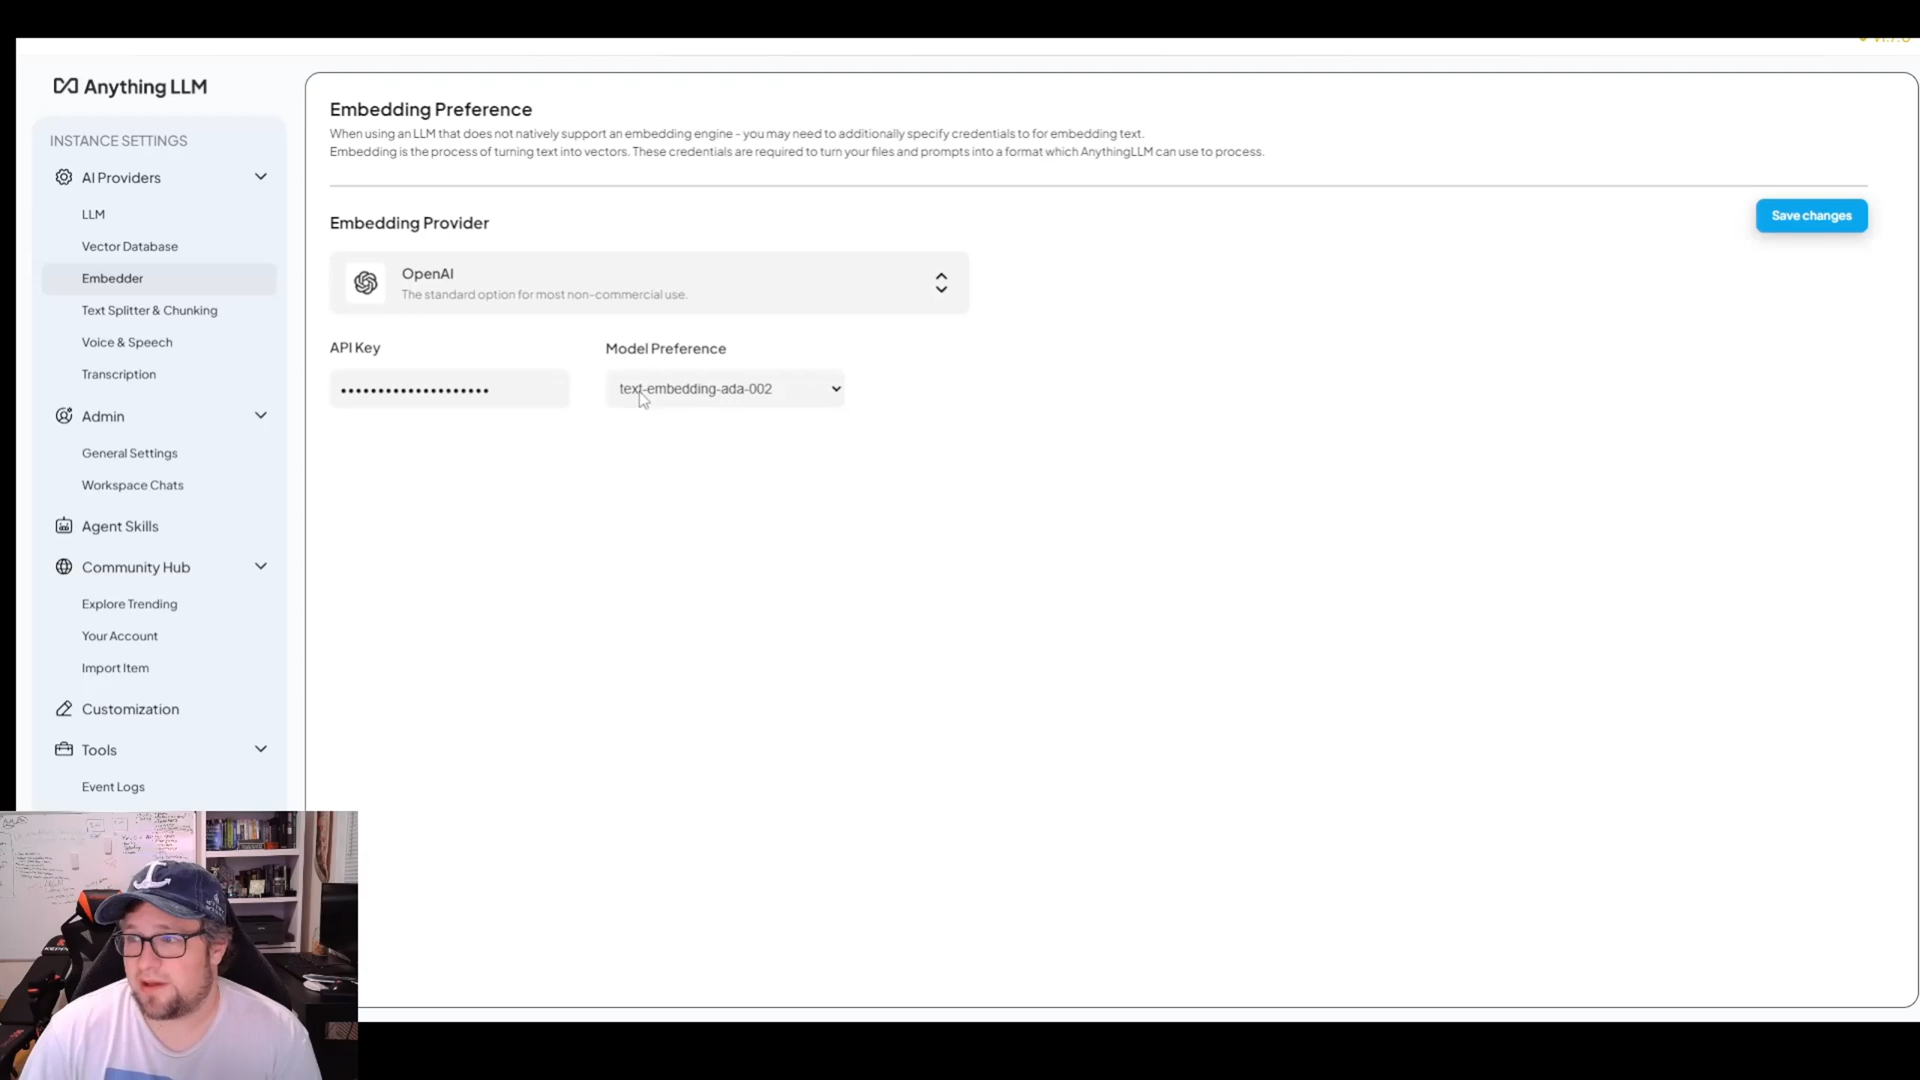 Anything LLM
INSTANCE SETTINGS
AI Providers
LLM
Vector Database
Embedder
Text Splitter & Chunking
Voice & Speech
Transcription
Admin
General Settings
Workspace Chats
Agent Skills
Community Hub
Explore Trending
Your Account
Import Item
Customization
Tools
Event Logs
Embedding Preference
When using an LLM that does not natively support an embedding engine - you may need to additionally specify credentials to for embedding text.
Embedding is the process of turning text into vectors. These credentials are required to turn your files and prompts into a format which AnythingLLM can use to process.
Save changes
Embedding Provider
OpenAI
The standard option for most non-commercial use.
API Key
Model Preference
••••••••••••••••••••
text-embedding-ada-002